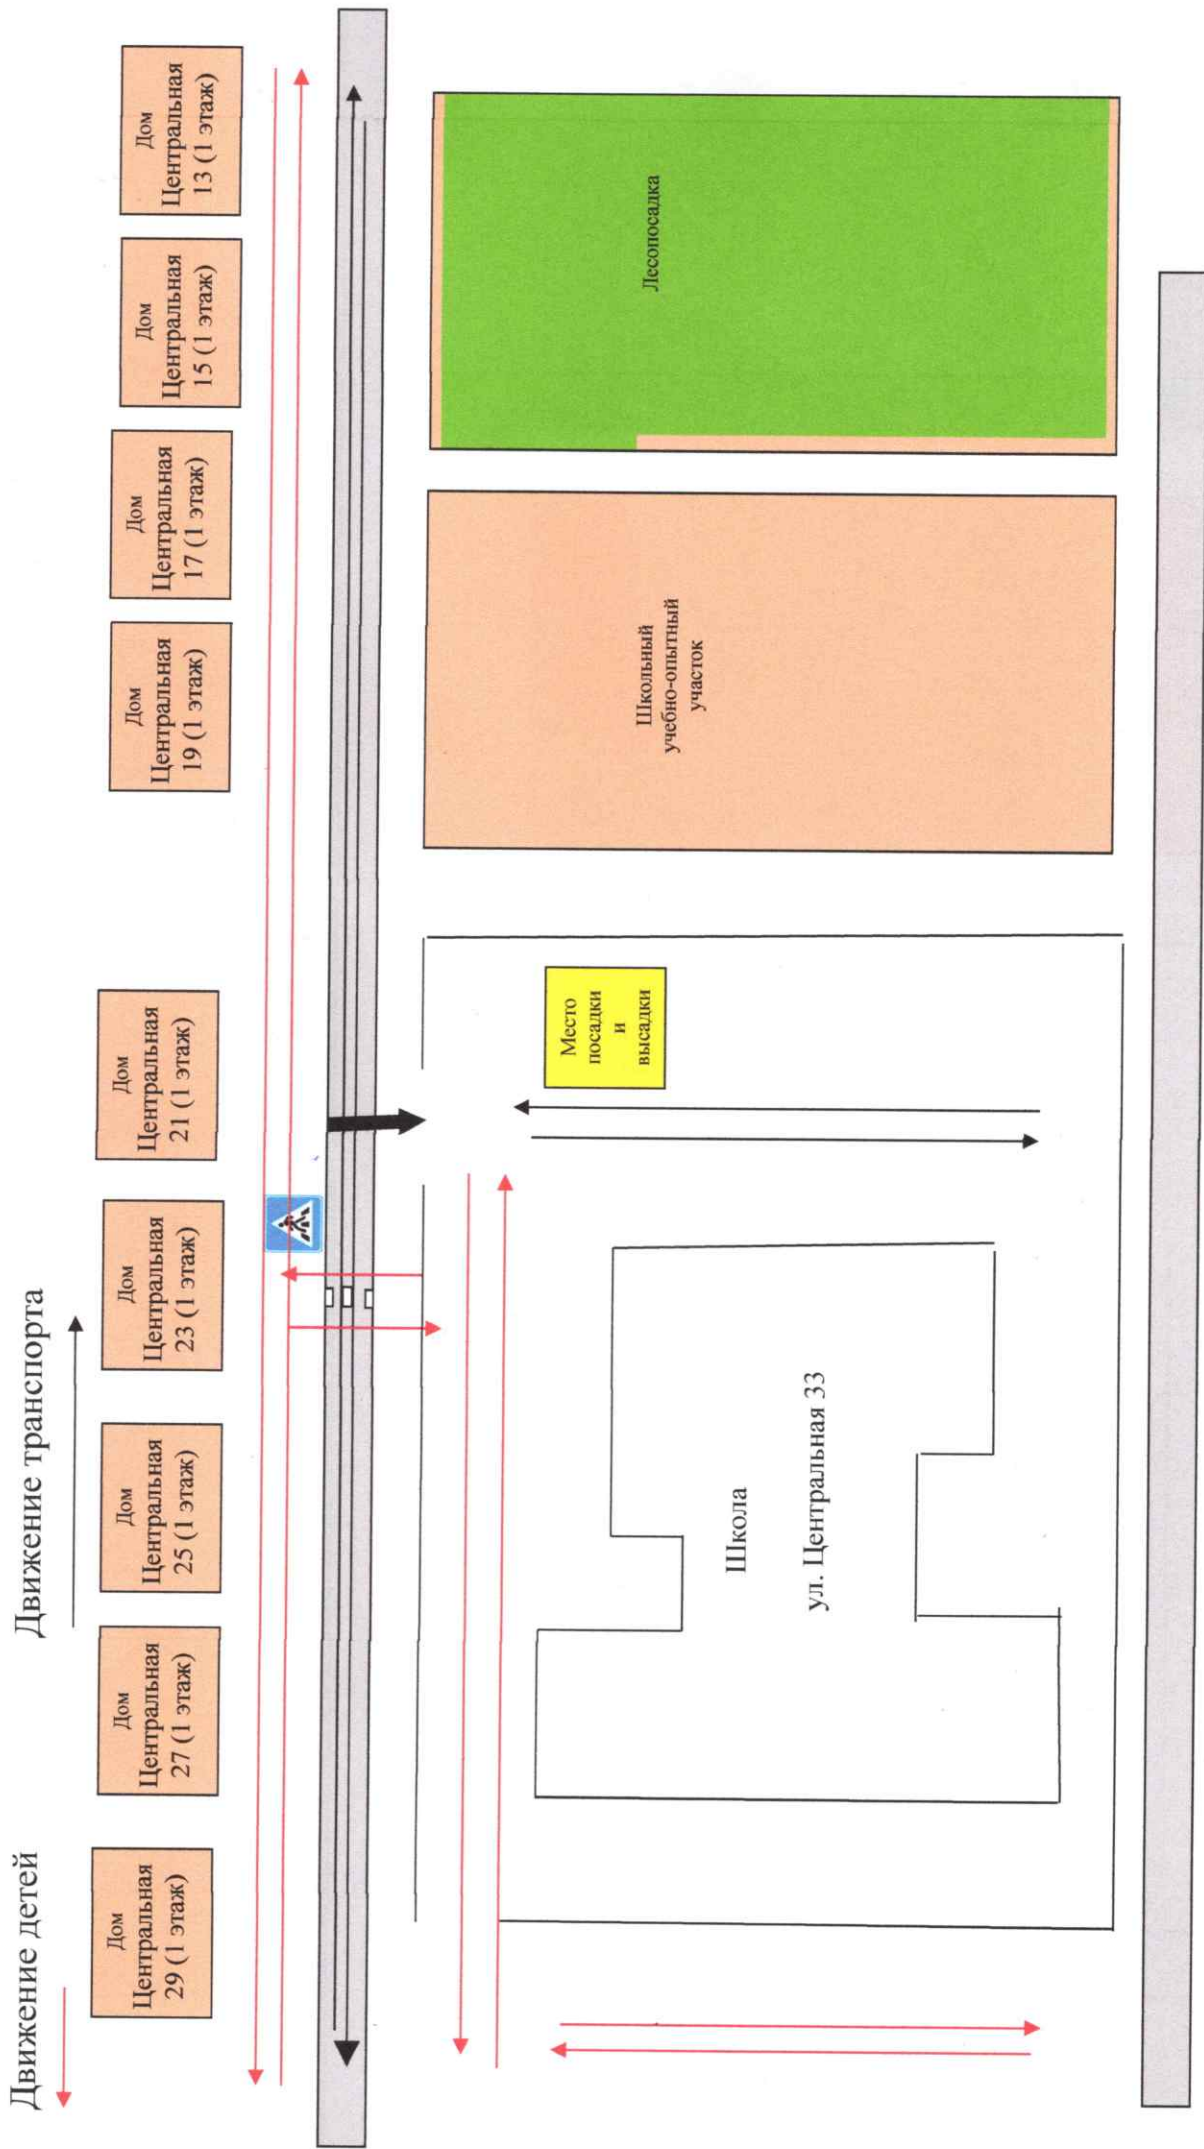 Движение детей
Движение транспорта
Дом
Центральная
29 (1 этаж)
Дом
Центральная
27 (1 этаж)
Дом
Центральная
25 (1 этаж)
Дом
Центральная
23 (1 этаж)
Дом
Центральная
21 (1 этаж)
Дом
Центральная
19 (1 этаж)
Дом
Центральная
17 (1 этаж)
Дом
Центральная
15 (1 этаж)
Дом
Центральная
13 (1 этаж)
Место
посадки
и
высадки
Школьный
учебно-опытный
участок
Лесопосадка
Школа
ул. Центральная 33